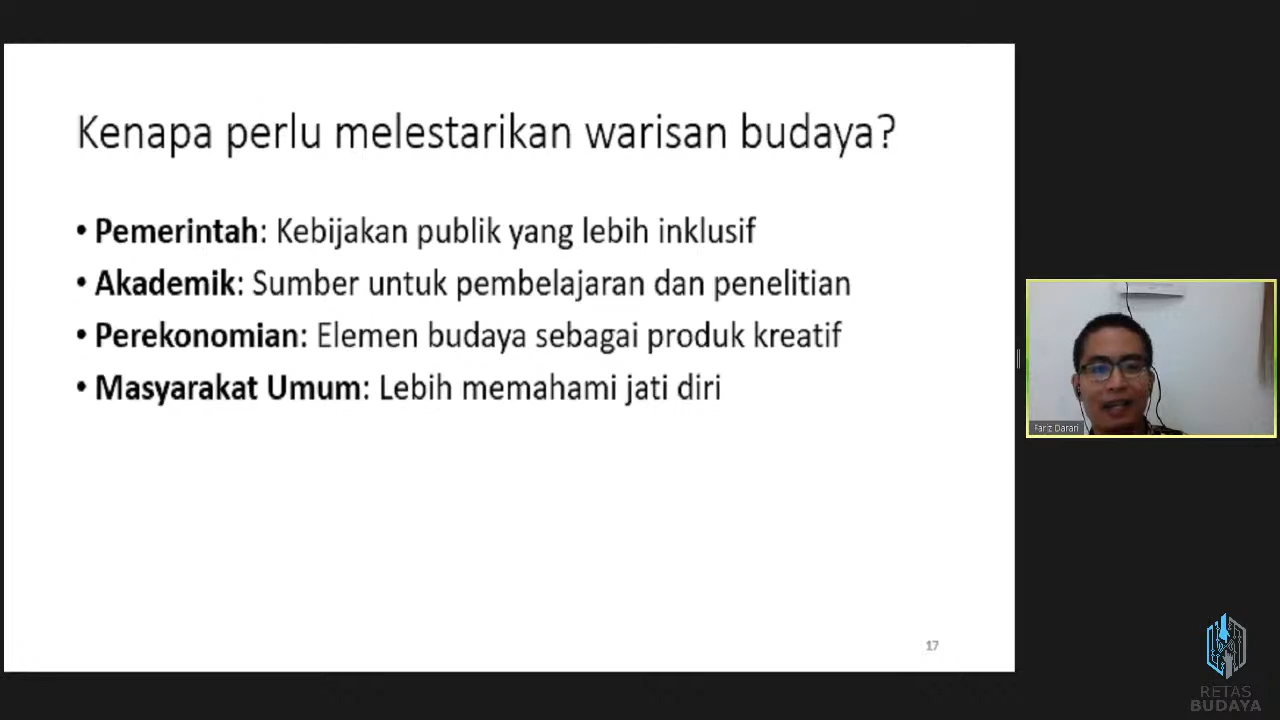 Kenapa perlu melestarikan warisan budaya?
• Pemerintah: Kebijakan publik yang lebih inklusif
• Akademik: Sumber untuk pembelajaran dan penelitian
• Perekonomian: Elemen budaya sebagai produk kreatif
• Masyarakat Umum: Lebih memahami jati diri
17
Fariz Darari
RETAS
BUDAYA